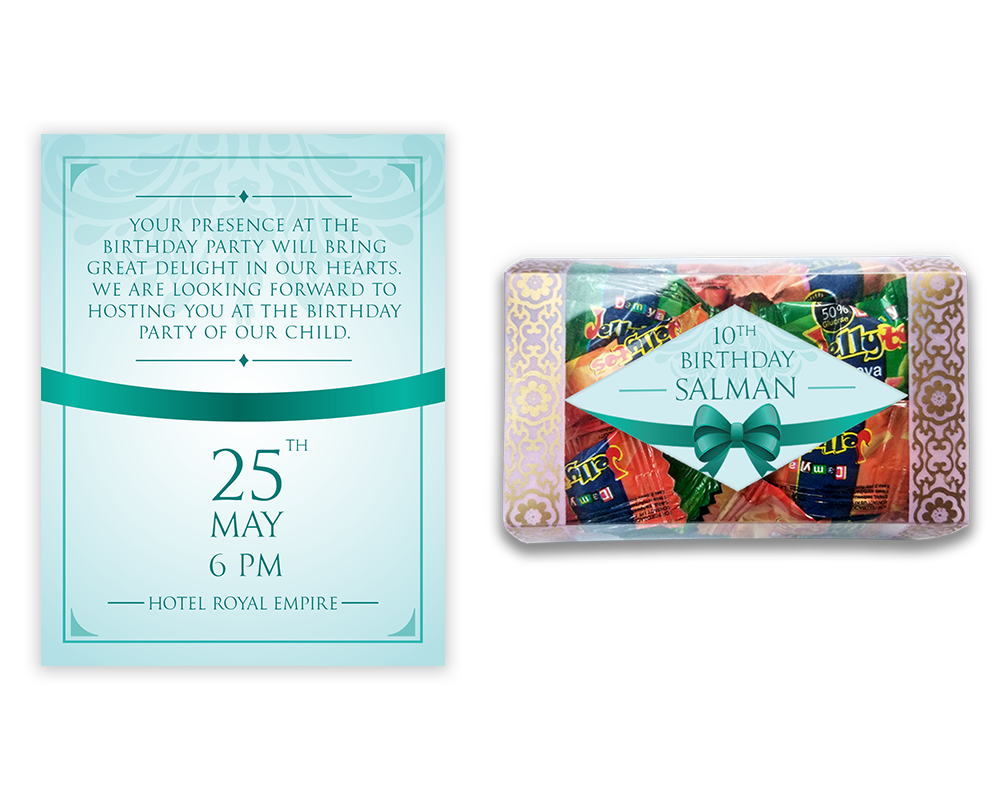 YOUR PRESENCE AT THE
BIRTHDAY PARTY WILL BRING
GREAT DELIGHT IN OUR HEARTS.
WE ARE LOOKING FORWARD TO
HOSTING YOU AT THE BIRTHDAY
PARTY OF OUR CHILD.
25TH
MAY
6 PM
HOTEL ROYAL EMPIRE
10TH
BIRTHDAY
SALMAN
50%